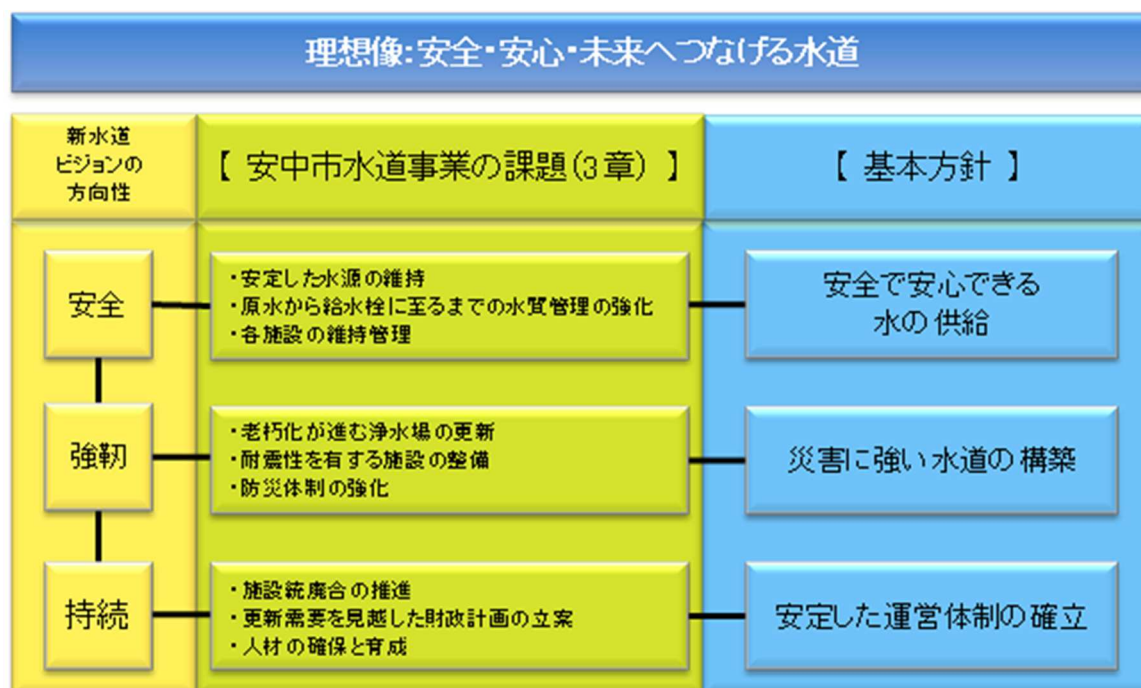 理想像:安全・安心・未来へつなげる水道
新水道
ビジョンの
方向性
【 安中市水道事業の課題(3章) 】
【 基本方針 】
安全
・安定した水源の維持
・原水から給水栓に至るまでの水質管理の強化
・各施設の維持管理
安全で安心できる
水の供給
強靭
・老朽化が進む浄水場の更新
・耐震性を有する施設の整備
・防災体制の強化
災害に強い水道の構築
持続
・施設統廃合の推進
・更新需要を見越した財政計画の立案
・人材の確保と育成
安定した運営体制の確立